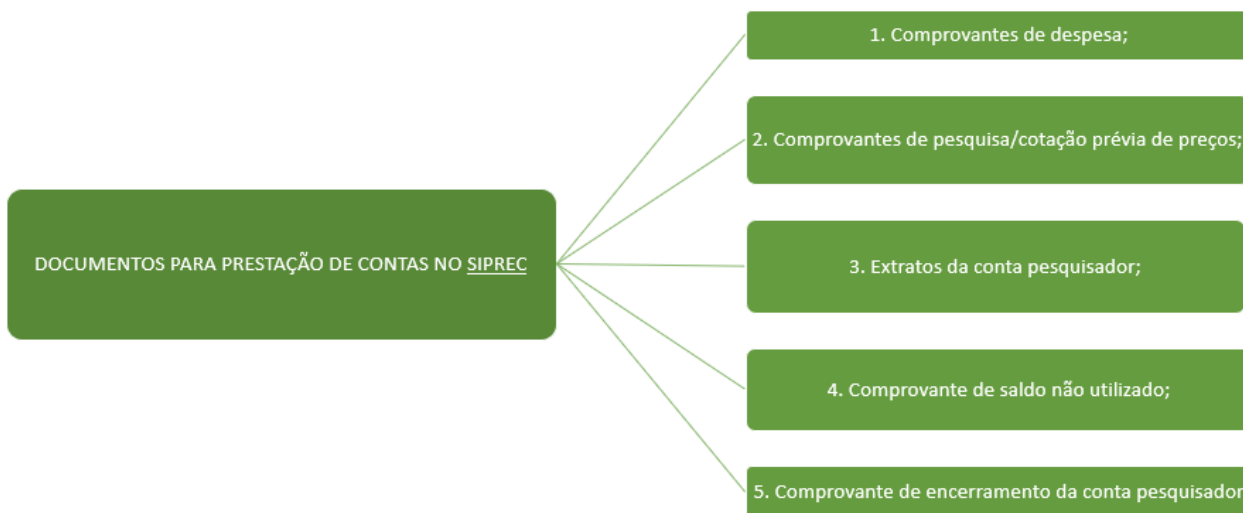 DOCUMENTOS PARA PRESTAÇÃO DE CONTAS NO SIPREC
1. Comprovantes de despesa;
2. Comprovantes de pesquisa/cotação prévia de preços;
3. Extratos da conta pesquisador;
4. Comprovante de saldo não utilizado;
5. Comprovante de encerramento da conta pesquisador